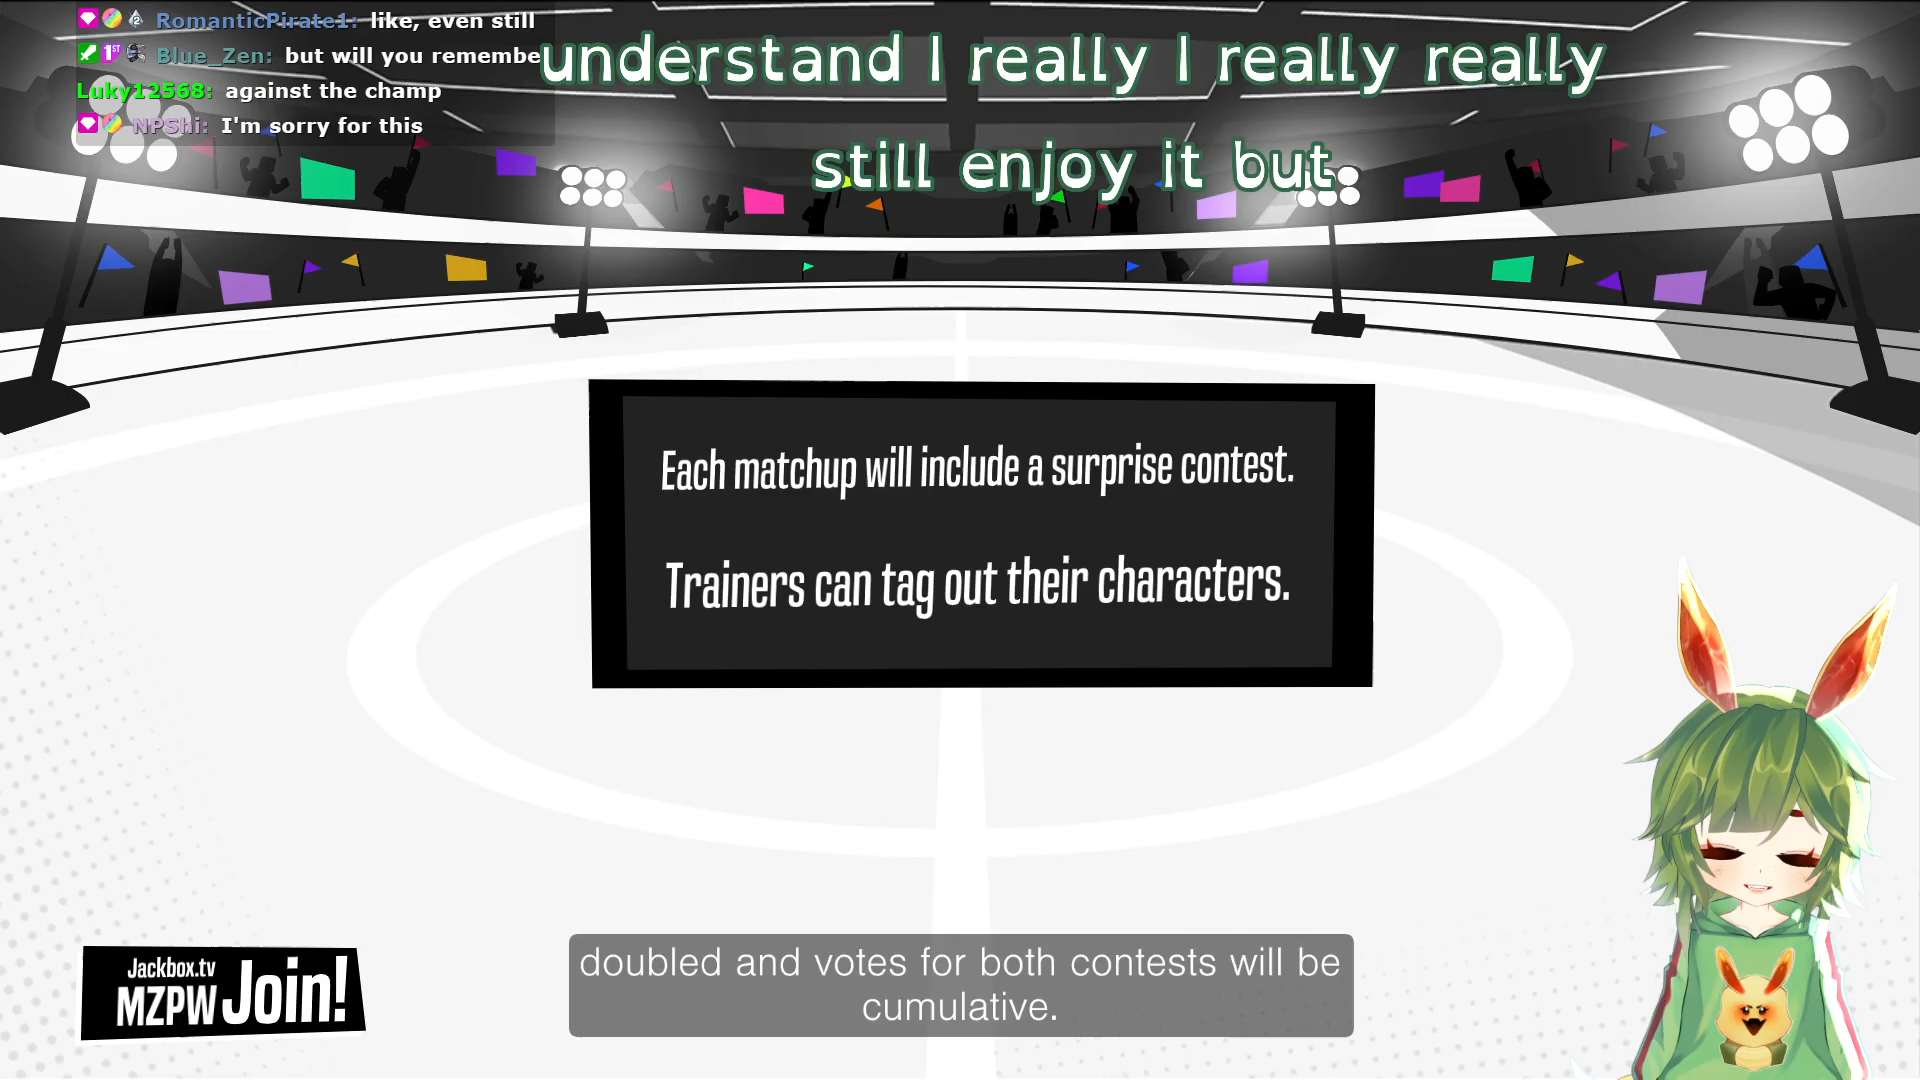 RomanticPirate1: like, even still
Blue_Zen: but will you remembe
Luky12568: against the champ
NPShi: I'm sorry for this
understand I really I really really
still enjoy it but
Each matchup will include a surprise contest.
Trainers can tag out their characters.
Jackbox.tv
MZPW Join!
doubled and votes for both contests will be
cumulative.